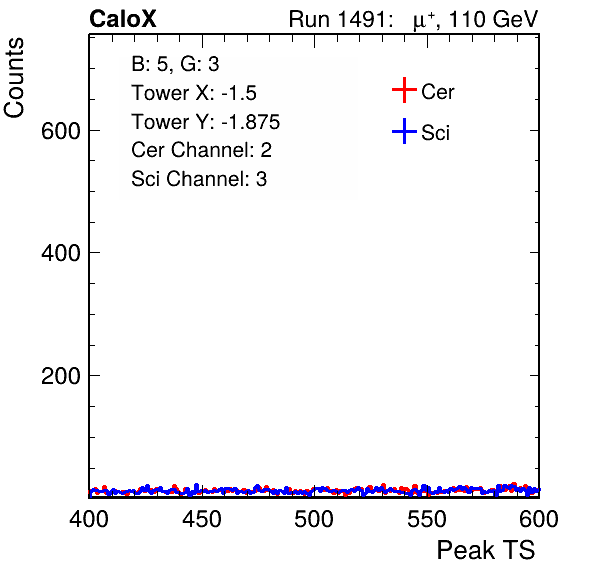 CaloX Run 1491: μ⁺, 110 GeV
Counts
B: 5, G: 3
Tower X: -1.5
Tower Y: -1.875
Cer Channel: 2
Sci Channel: 3
Cer
Sci
600
400
200
400 450 500 550 600
Peak TS